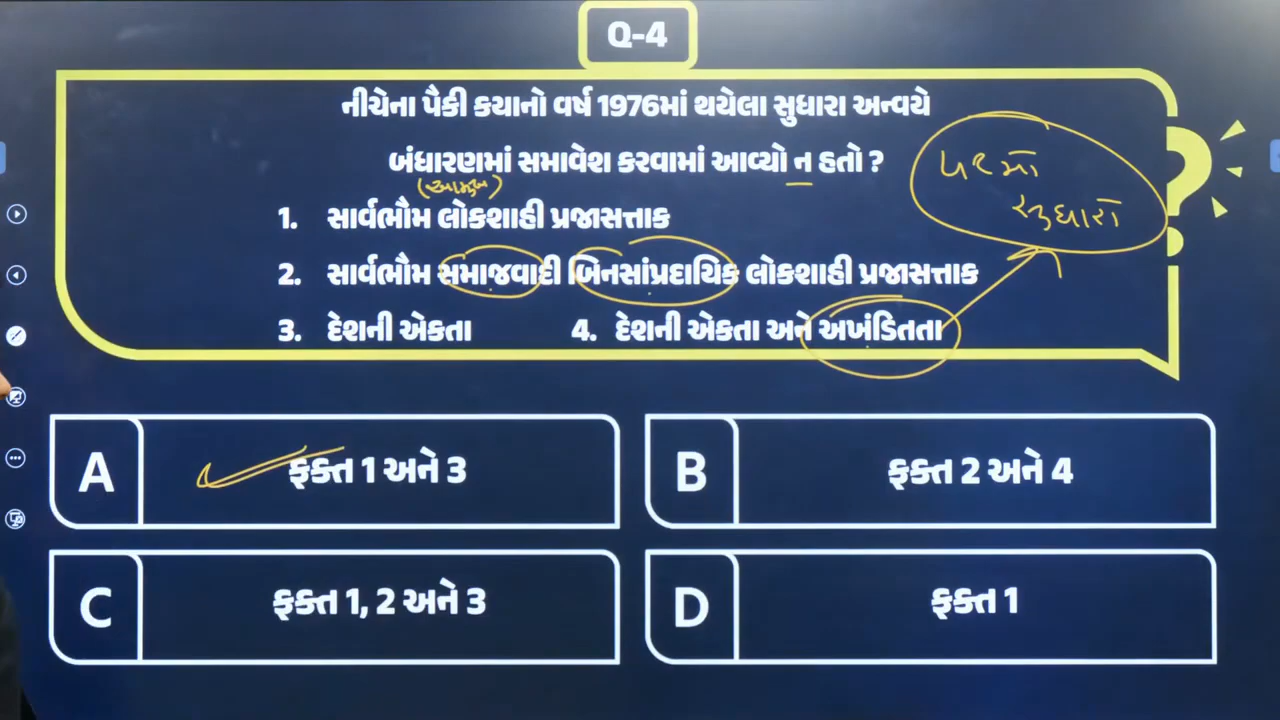 Q-4
નીચેના પૈકી કયાનો વર્ષ 1976માં થયેલા સુધારા અન્વયે
બંધારણમાં સમાવેશ કરવામાં આવ્યો ન હતો ?
(આમુખ)
1. સાર્વભૌમ લોકશાહી પ્રજાસત્તાક
2. સાર્વભૌમ સમાજવાદી બિનસાંપ્રદાયિક લોકશાહી પ્રજાસત્તાક
3. દેશની એકતા 4. દેશની એકતા અને અખંડિતતા
42મો
સુધારો
A ફક્ત 1 અને 3
B ફક્ત 2 અને 4
C ફક્ત 1, 2 અને 3
D ફક્ત 1